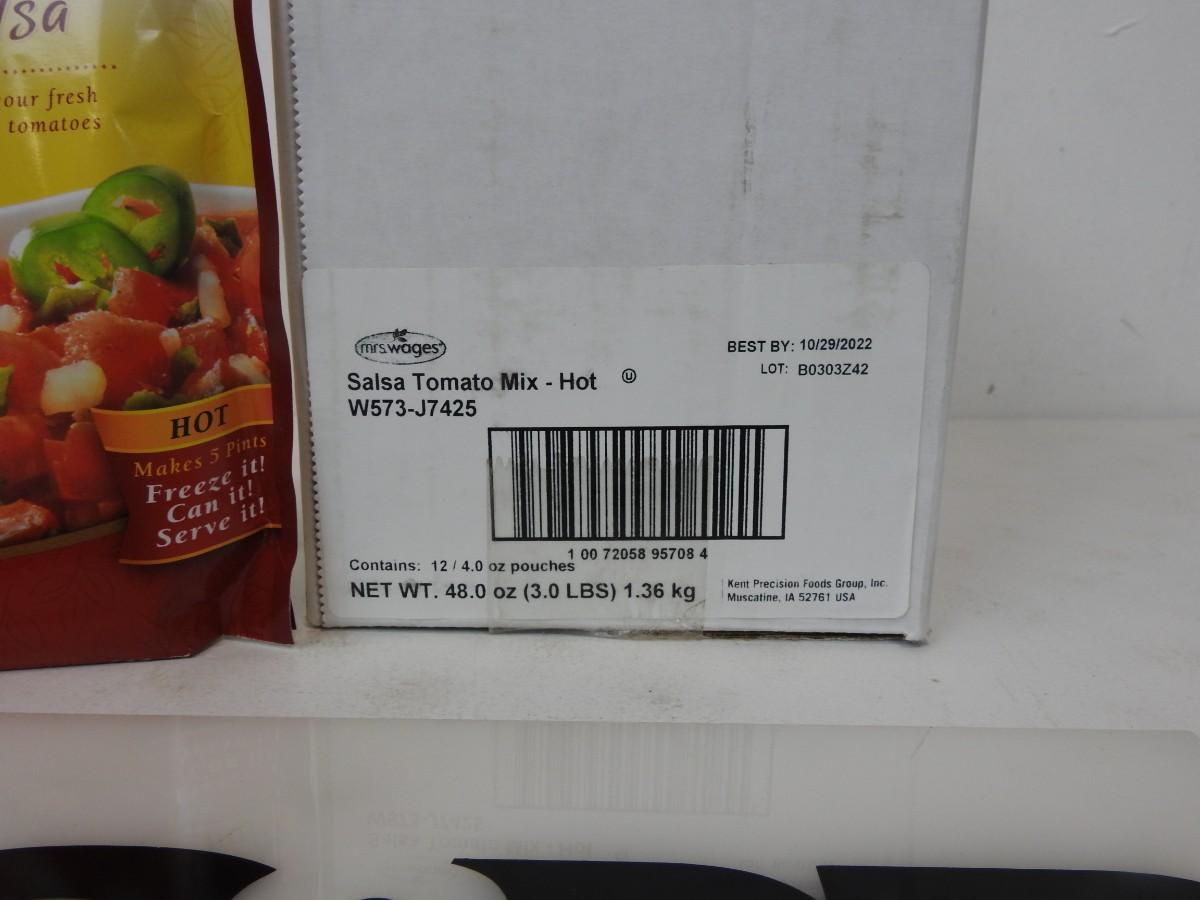 our fresh
tomatoes
HOT
Makes 5 Pints
Freeze it!
Can it!
Serve it!
mrs.wages
BEST BY: 10/29/2022
LOT: B0303Z42
Salsa Tomato Mix - Hot
W573-J7425
1 00 72058 95708 4
Contains: 12 / 4.0 oz pouches
NET WT. 48.0 oz (3.0 LBS) 1.36 kg
Kent Precision Foods Group, Inc.
Muscatine, IA 52761 USA